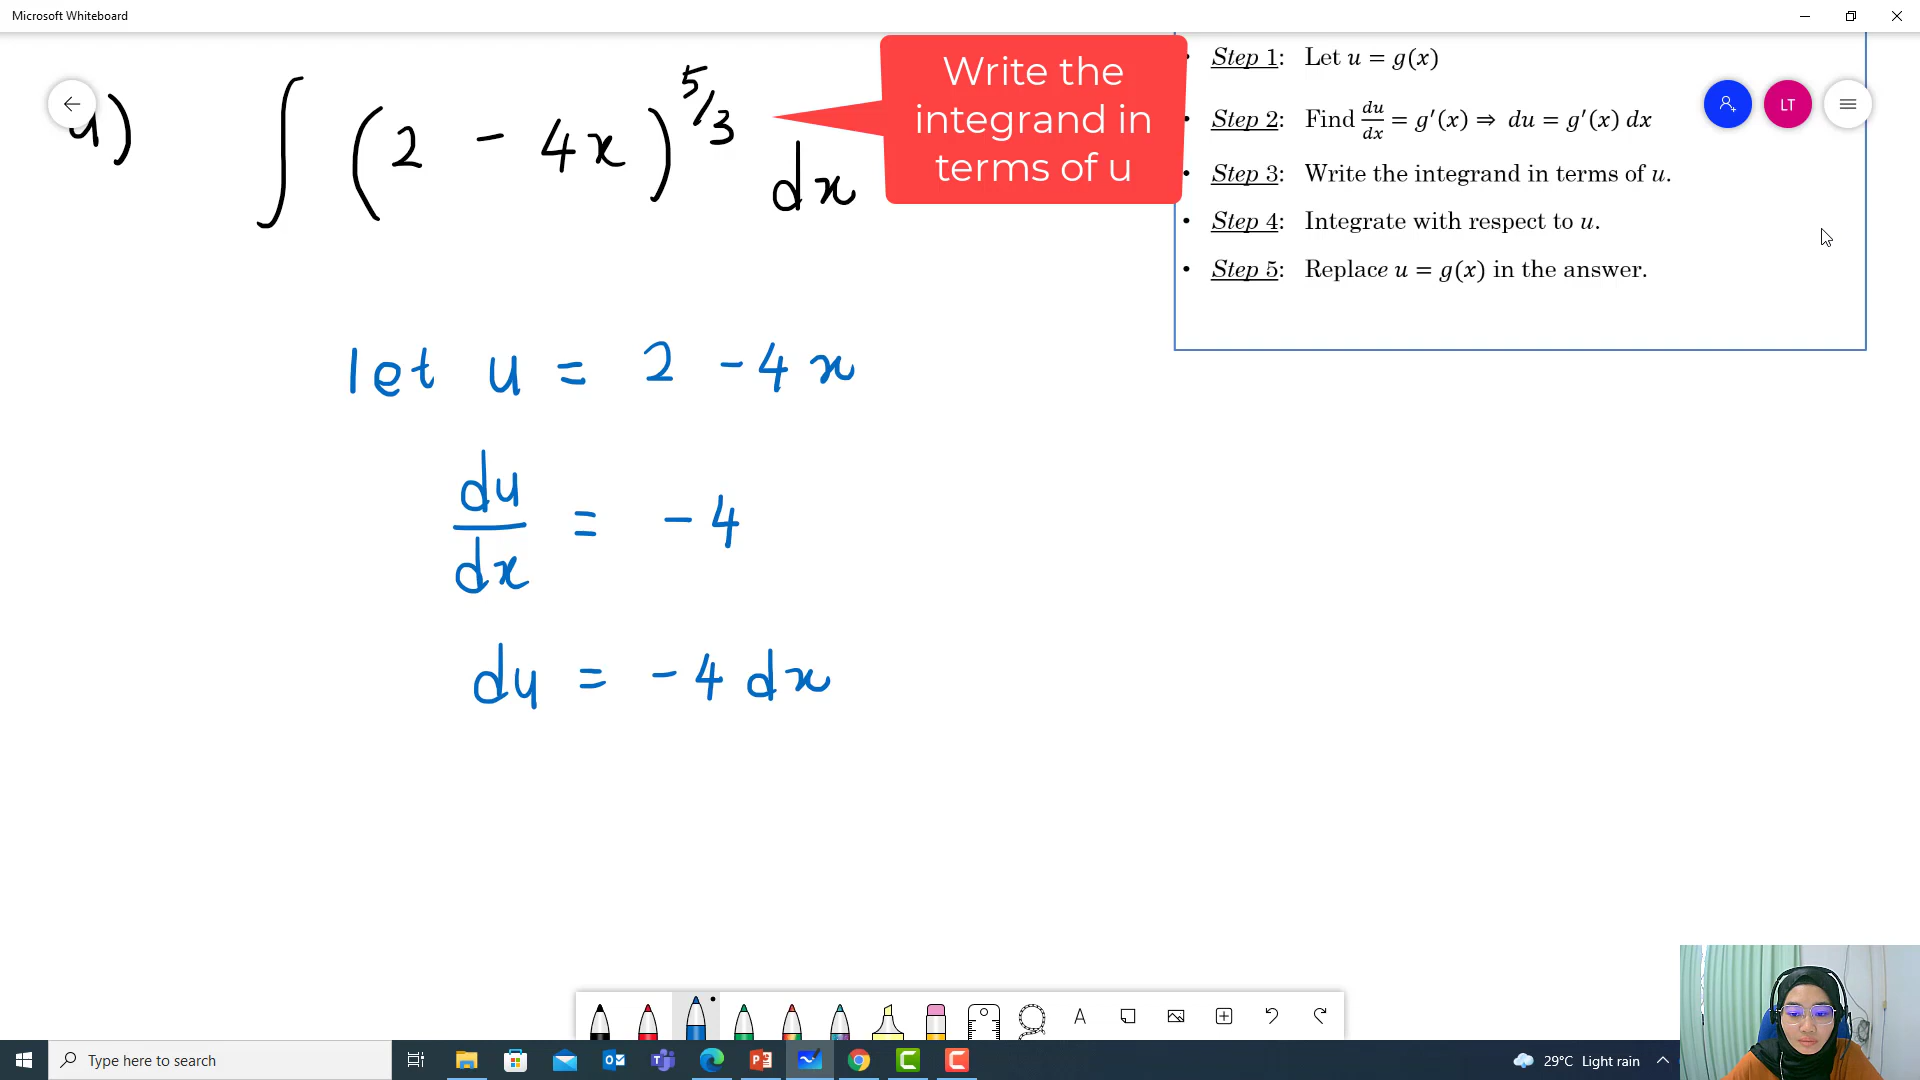 Microsoft Whiteboard
∫ (2 - 4x)^5/3 dx
Write the
integrand in
terms of u
• Step 1: Let u = g(x)
• Step 2: Find du/dx = g′(x) ⇒ du = g′(x) dx
• Step 3: Write the integrand in terms of u.
• Step 4: Integrate with respect to u.
• Step 5: Replace u = g(x) in the answer.
LT
let u = 2 - 4x
du/dx = -4
du = -4 dx
A
Type here to search
29°C Light rain